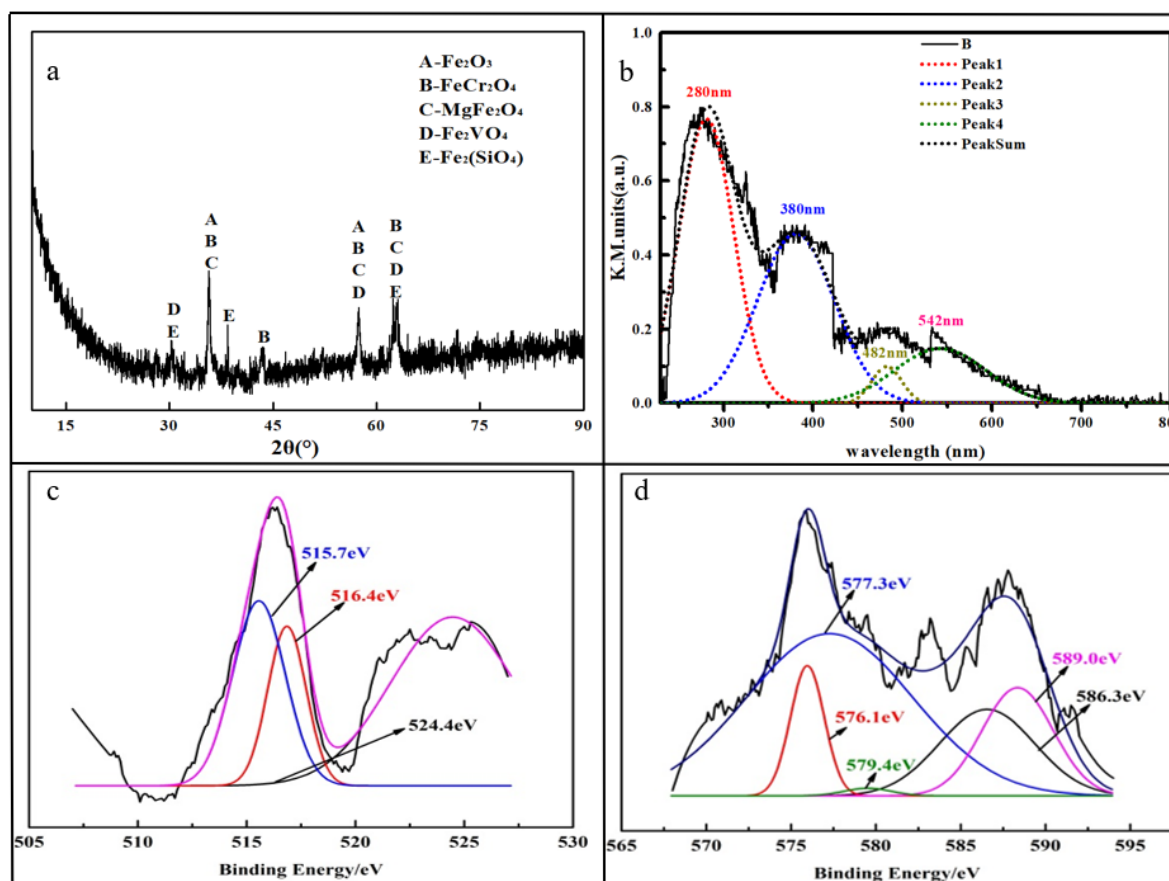 a
A-Fe₂O₃
B-FeCr₂O₄
C-MgFe₂O₄
D-Fe₂VO₄
E-Fe₂(SiO₄)
D
E
A
B
C
E
B
A
B
C
D
B
C
D
E
15 30 45 60 75 90
2θ(°)
b
B
Peak1
Peak2
Peak3
Peak4
PeakSum
280nm
380nm
482nm
542nm
1.0
0.8
0.6
0.4
0.2
0.0
K.M.units(a.u.)
300 400 500 600 700 80
wavelength (nm)
c
515.7eV
516.4eV
524.4eV
505 510 515 520 525 530
Binding Energy/eV
d
577.3eV
576.1eV
579.4eV
589.0eV
586.3eV
565 570 575 580 585 590 595
Binding Energy/eV